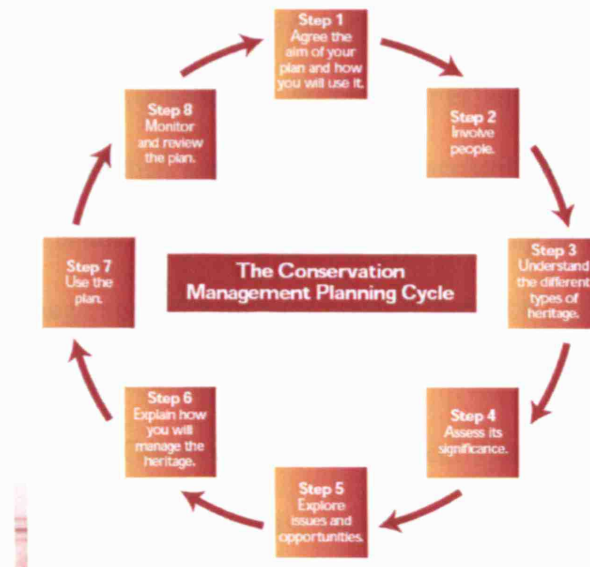 Step 1
Agree the
aim of your
plan and how
you will use it.
Step 2
Involve
people.
Step 3
Understand
the different
types of
heritage.
Step 4
Assess its
significance.
Step 5
Explore
issues and
opportunities.
Step 6
Explain how
you will
manage the
heritage.
Step 7
Use the
plan.
Step 8
Monitor
and review
the plan.
The Conservation
Management Planning Cycle